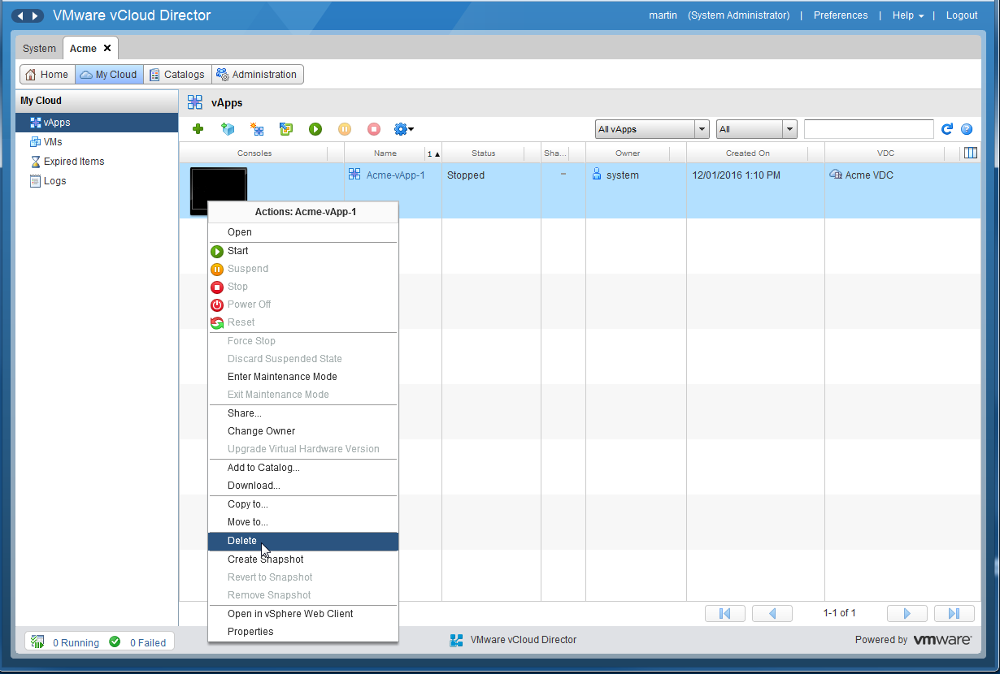 VMware vCloud Director
martin (System Administrator) | Preferences | Help | Logout
System Acme
Home My Cloud Catalogs Administration
My Cloud
vApps
VMs
Expired Items
Logs
vApps
All vApps All
Consoles Name 1 Status Sha... Owner Created On VDC
Acme-vApp-1 Stopped – system 12/01/2016 1:10 PM Acme VDC
Actions: Acme-vApp-1
Open
Start
Suspend
Stop
Power Off
Reset
Force Stop
Discard Suspended State
Enter Maintenance Mode
Exit Maintenance Mode
Share...
Change Owner
Upgrade Virtual Hardware Version
Add to Catalog...
Download...
Copy to...
Move to...
Delete
Create Snapshot
Revert to Snapshot
Remove Snapshot
Open in vSphere Web Client
Properties
1-1 of 1
0 Running 0 Failed
VMware vCloud Director
Powered by vmware